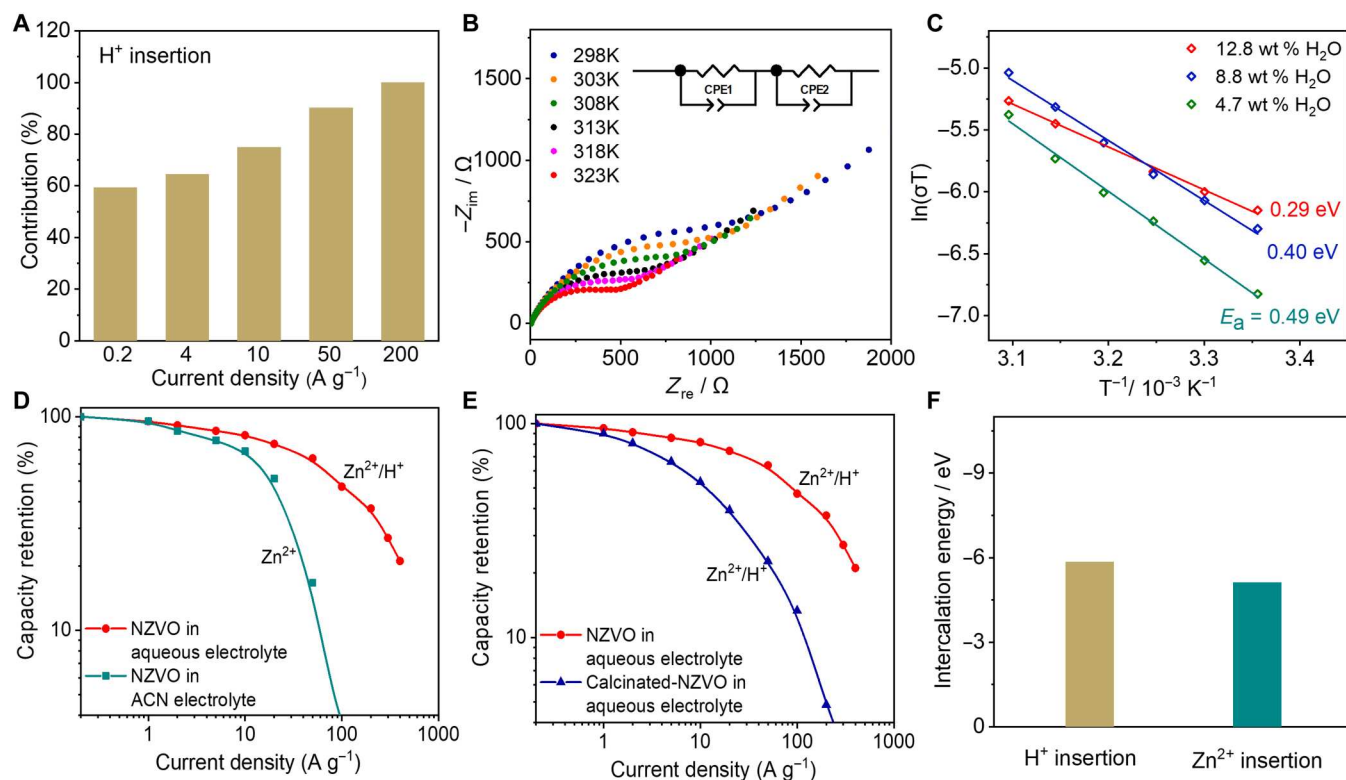 A
H⁺ insertion
120
100
80
60
40
20
0
Contribution (%)
0.2 4 10 50 200
Current density (A g⁻¹)
B
298K
303K
308K
313K
318K
323K
CPE1 CPE2
1500
1000
500
0
−Z_im / Ω
0 500 1000 1500 2000
Z_re / Ω
C
12.8 wt % H₂O
8.8 wt % H₂O
4.7 wt % H₂O
−5.0
−5.5
−6.0
−6.5
−7.0
ln(σT)
0.29 eV
0.40 eV
E_a = 0.49 eV
3.1 3.2 3.3 3.4
T⁻¹/ 10⁻³ K⁻¹
D
100
10
Capacity retention (%)
Zn²⁺/H⁺
Zn²⁺
NZVO in
aqueous electrolyte
NZVO in
ACN electrolyte
1 10 100 1000
Current density (A g⁻¹)
E
100
10
Capacity retention (%)
Zn²⁺/H⁺
Zn²⁺/H⁺
NZVO in
aqueous electrolyte
Calcinated-NZVO in
aqueous electrolyte
1 10 100 1000
Current density (A g⁻¹)
F
−9
−6
−3
0
Intercalation energy / eV
H⁺ insertion Zn²⁺ insertion